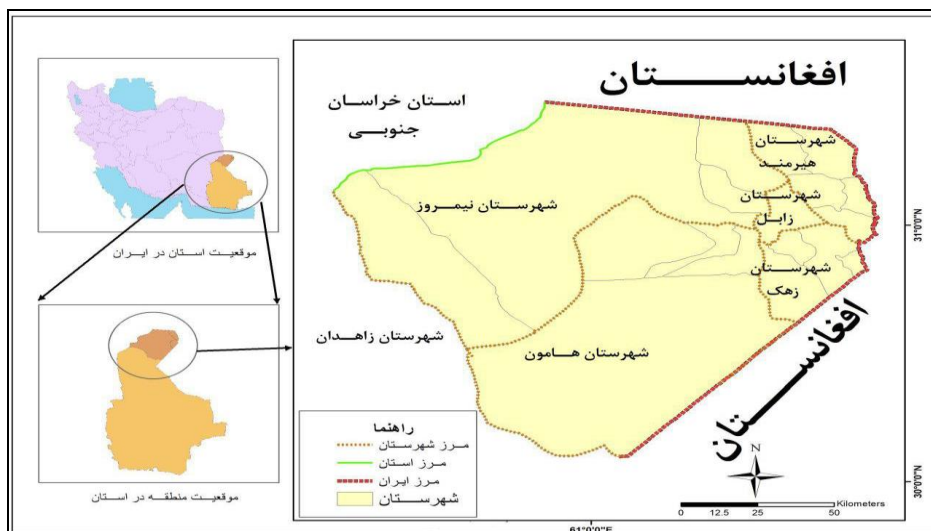 افغانستان
استان خراسان
جنوبی
شهرستان
هیرمند
شهرستان
زابل
شهرستان نیمروز
شهرستان
زهک
شهرستان زاهدان
شهرستان هامون
افغانستان
31°0'0"N
30°0'0"N
61°0'0"E
موقعیت استان در ایران
موقعیت منطقه در استان
راهنما
مرز شهرستان
مرز استان
مرز ایران
شهرستان
N
Kilometers
0 12.5 25 50